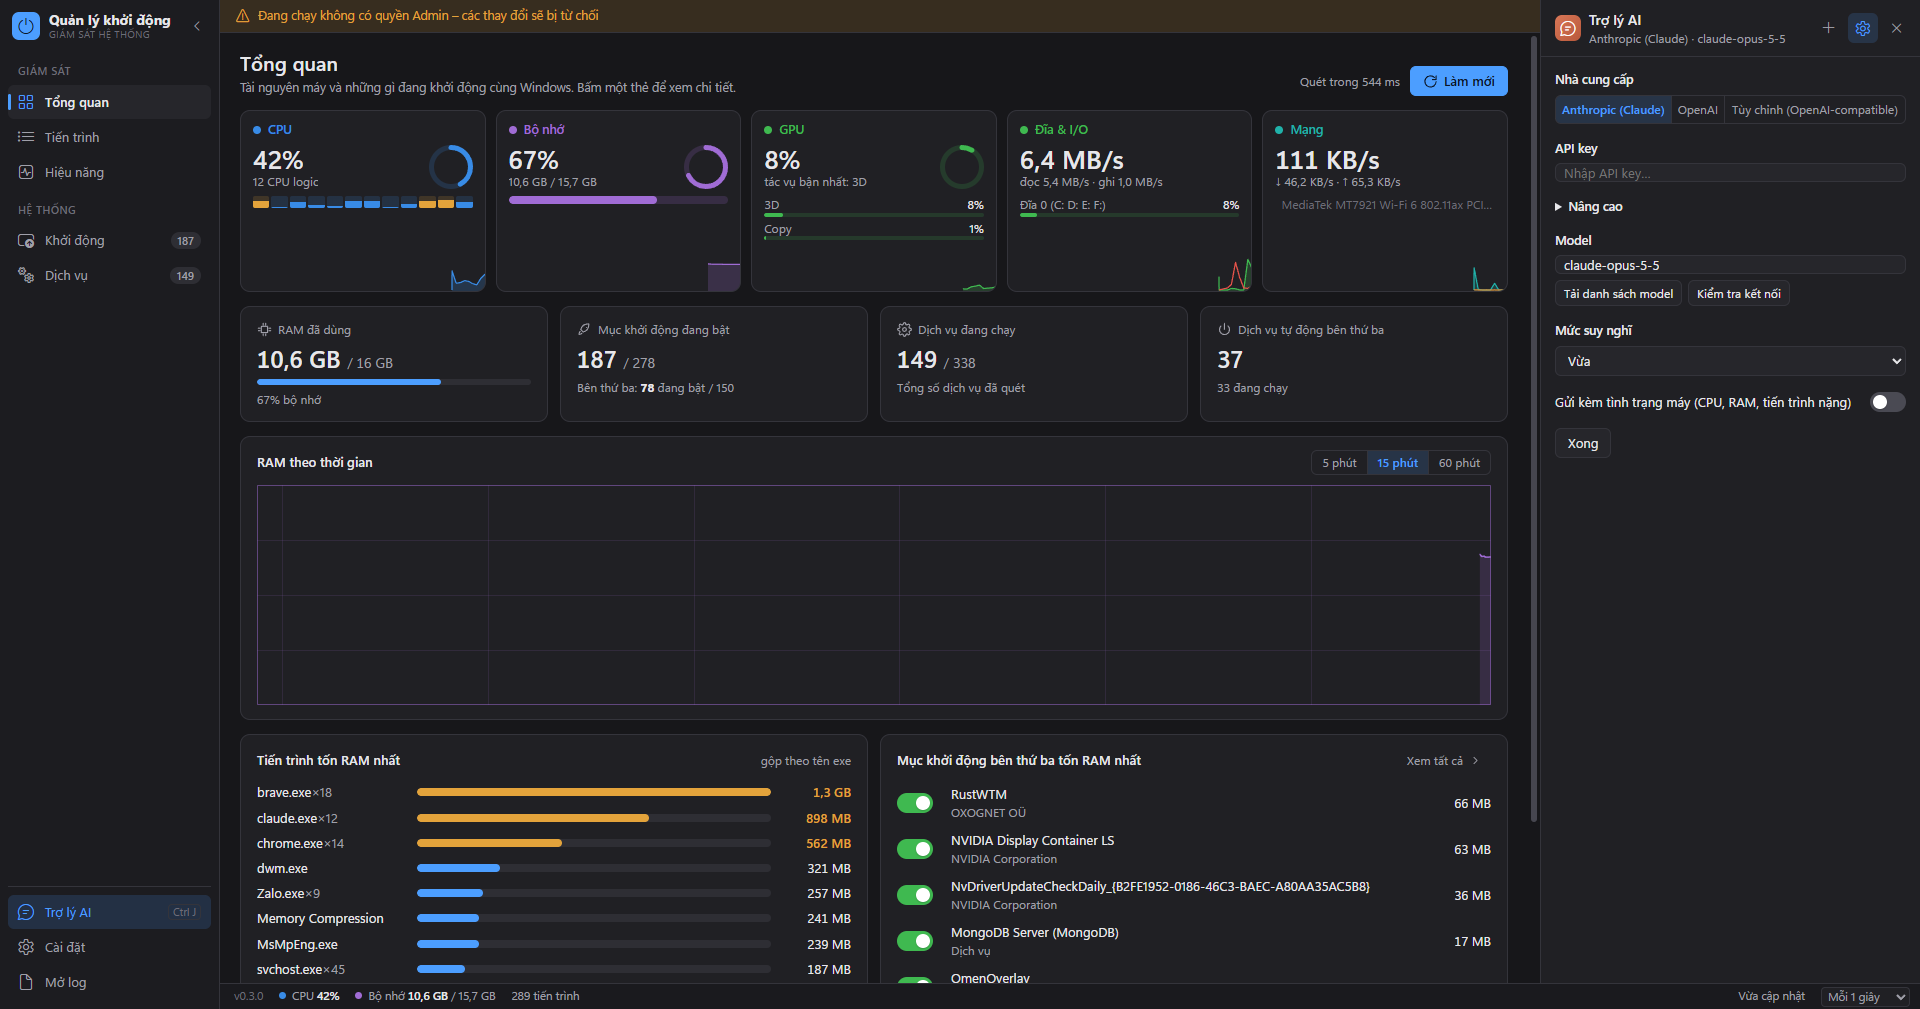 Quản lý khởi động
GIÁM SÁT HỆ THỐNG
GIÁM SÁT
Tổng quan
Tiến trình
Hiệu năng
HỆ THỐNG
Khởi động 187
Dịch vụ 149
Trợ lý AI Ctrl J
Cài đặt
Mở log
Đang chạy không có quyền Admin – các thay đổi sẽ bị từ chối
Tổng quan
Tài nguyên máy và những gì đang khởi động cùng Windows. Bấm một thẻ để xem chi tiết.
Quét trong 544 ms
Làm mới
CPU
42%
12 CPU logic
Bộ nhớ
67%
10,6 GB / 15,7 GB
GPU
8%
tác vụ bận nhất: 3D
3D 8%
Copy 1%
Đĩa & I/O
6,4 MB/s
đọc 5,4 MB/s · ghi 1,0 MB/s
Đĩa 0 (C: D: E: F:) 8%
Mạng
111 KB/s
↓ 46,2 KB/s · ↑ 65,3 KB/s
MediaTek MT7921 Wi-Fi 6 802.11ax PCI...
RAM đã dùng
10,6 GB / 16 GB
67% bộ nhớ
Mục khởi động đang bật
187 / 278
Bên thứ ba: 78 đang bật / 150
Dịch vụ đang chạy
149 / 338
Tổng số dịch vụ đã quét
Dịch vụ tự động bên thứ ba
37
33 đang chạy
RAM theo thời gian
5 phút 15 phút 60 phút
Tiến trình tốn RAM nhất
gộp theo tên exe
brave.exe×18 1,3 GB
claude.exe×12 898 MB
chrome.exe×14 562 MB
dwm.exe 321 MB
Zalo.exe×9 257 MB
Memory Compression 241 MB
MsMpEng.exe 239 MB
svchost.exe×45 187 MB
Mục khởi động bên thứ ba tốn RAM nhất
Xem tất cả
RustWTM
OXOGNET OÜ
66 MB
NVIDIA Display Container LS
NVIDIA Corporation
63 MB
NvDriverUpdateCheckDaily_{B2FE1952-0186-46C3-BAEC-A80AA35AC5B8}
NVIDIA Corporation
36 MB
MongoDB Server (MongoDB)
Dịch vụ
17 MB
OmenOverlay
v0.3.0 CPU 42% Bộ nhớ 10,6 GB / 15,7 GB 289 tiến trình
Vừa cập nhật
Mỗi 1 giây
Trợ lý AI
Anthropic (Claude) · claude-opus-5-5
Nhà cung cấp
Anthropic (Claude) OpenAI Tùy chỉnh (OpenAI-compatible)
API key
Nhập API key...
Nâng cao
Model
claude-opus-5-5
Tải danh sách model
Kiểm tra kết nối
Mức suy nghĩ
Vừa
Gửi kèm tình trạng máy (CPU, RAM, tiến trình nặng)
Xong